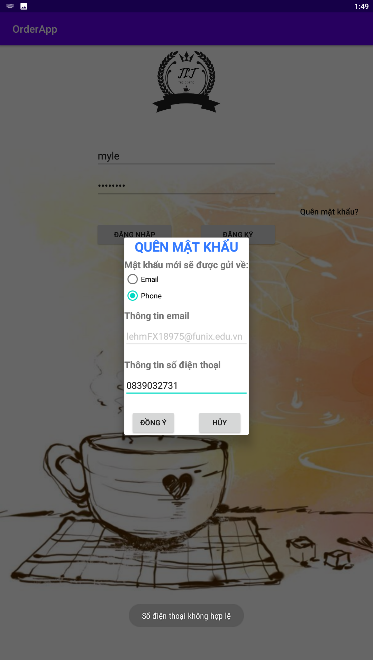 1:49
OrderApp
myle
••••••••
Quên mật khẩu?
ĐĂNG NHẬP
ĐĂNG KÝ
QUÊN MẬT KHẨU
Mật khẩu mới sẽ được gửi về:
Email
Phone
Thông tin email
lehmFX18975@funix.edu.vn
Thông tin số điện thoại
0839032731
ĐỒNG Ý
HỦY
Số điện thoại không hợp lệ